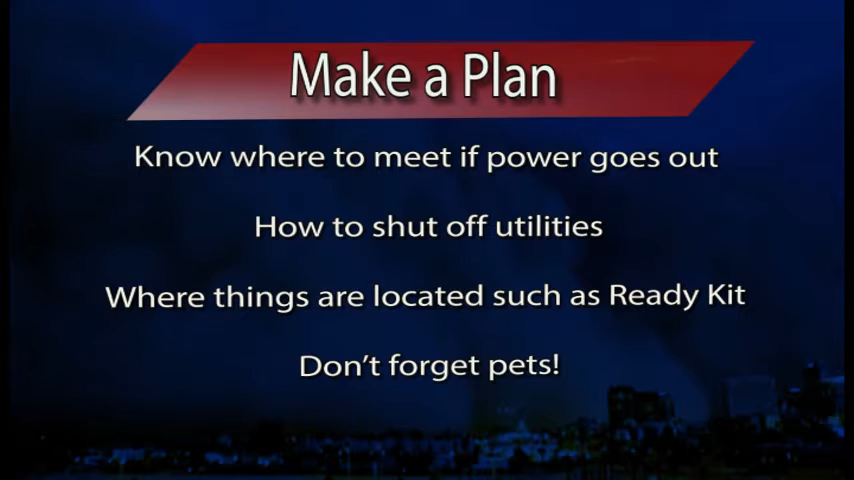 Make a Plan
Know where to meet if power goes out
How to shut off utilities
Where things are located such as Ready Kit
Don't forget pets!